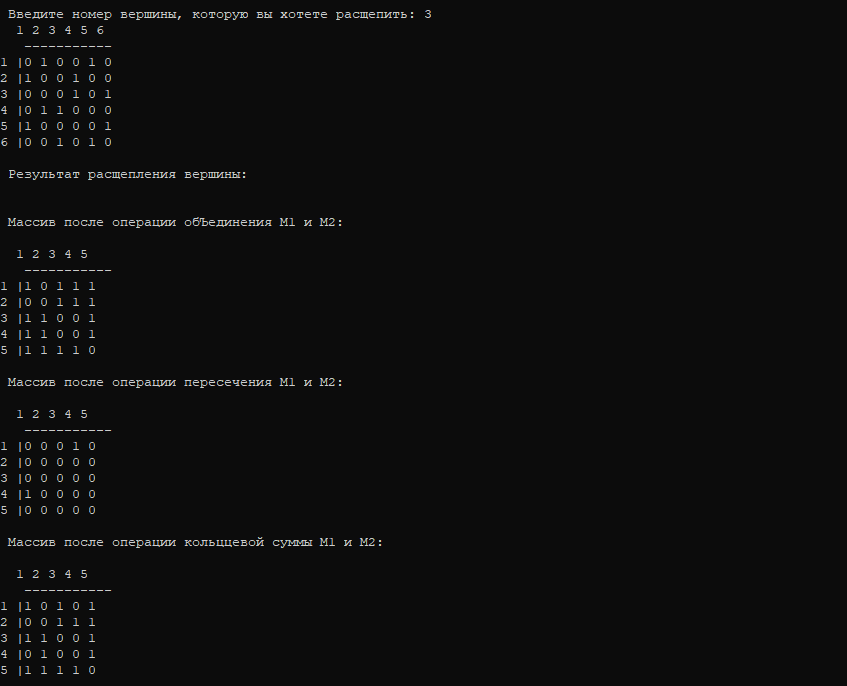 Введите номер вершины, которую вы хотете расщепить: 3
1 2 3 4 5 6
-----------
1 |0 1 0 0 1 0
2 |1 0 0 1 0 0
3 |0 0 0 1 0 1
4 |0 1 1 0 0 0
5 |1 0 0 0 0 1
6 |0 0 1 0 1 0
Результат расщепления вершины:
Массив после операции обЪединения M1 и M2:
1 2 3 4 5
-----------
1 |1 0 1 1 1
2 |0 0 1 1 1
3 |1 1 0 0 1
4 |1 1 0 0 1
5 |1 1 1 1 0
Массив после операции пересечения M1 и M2:
1 2 3 4 5
-----------
1 |0 0 0 1 0
2 |0 0 0 0 0
3 |0 0 0 0 0
4 |1 0 0 0 0
5 |0 0 0 0 0
Массив после операции кольццевой суммы M1 и M2:
1 2 3 4 5
-----------
1 |1 0 1 0 1
2 |0 0 1 1 1
3 |1 1 0 0 1
4 |0 1 0 0 1
5 |1 1 1 1 0